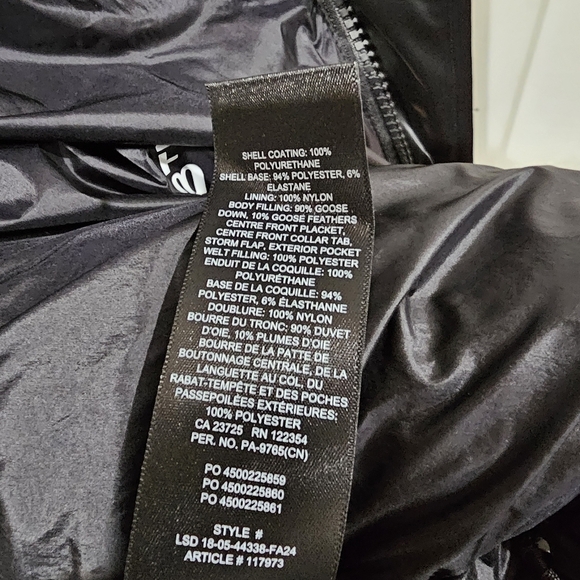 SHELL COATING: 100%
POLYURETHANE
SHELL BASE: 94% POLYESTER, 6%
ELASTANE
LINING: 100% NYLON
BODY FILLING: 90% GOOSE
DOWN, 10% GOOSE FEATHERS
CENTRE FRONT PLACKET,
CENTRE FRONT COLLAR TAB,
STORM FLAP, EXTERIOR POCKET
WELT FILLING: 100% POLYESTER
ENDUIT DE LA COQUILLE: 100%
POLYURÉTHANE
BASE DE LA COQUILLE: 94%
POLYESTER, 6% ÉLASTHANNE
DOUBLURE: 100% NYLON
BOURRE DU TRONC: 90% DUVET
D'OIE, 10% PLUMES D'OIE
BOURRE DE LA PATTE DE
BOUTONNAGE CENTRALE, DE LA
LANGUETTE AU COL, DU
RABAT-TEMPÊTE ET DES POCHES
PASSEPOILÉES EXTÉRIEURES:
100% POLYESTER
CA 23725 RN 122354
PER. NO. PA-9765(CN)
PO 4500225859
PO 4500225860
PO 4500225861
STYLE #
LSD 18-05-44338-FA24
ARTICLE # 117973